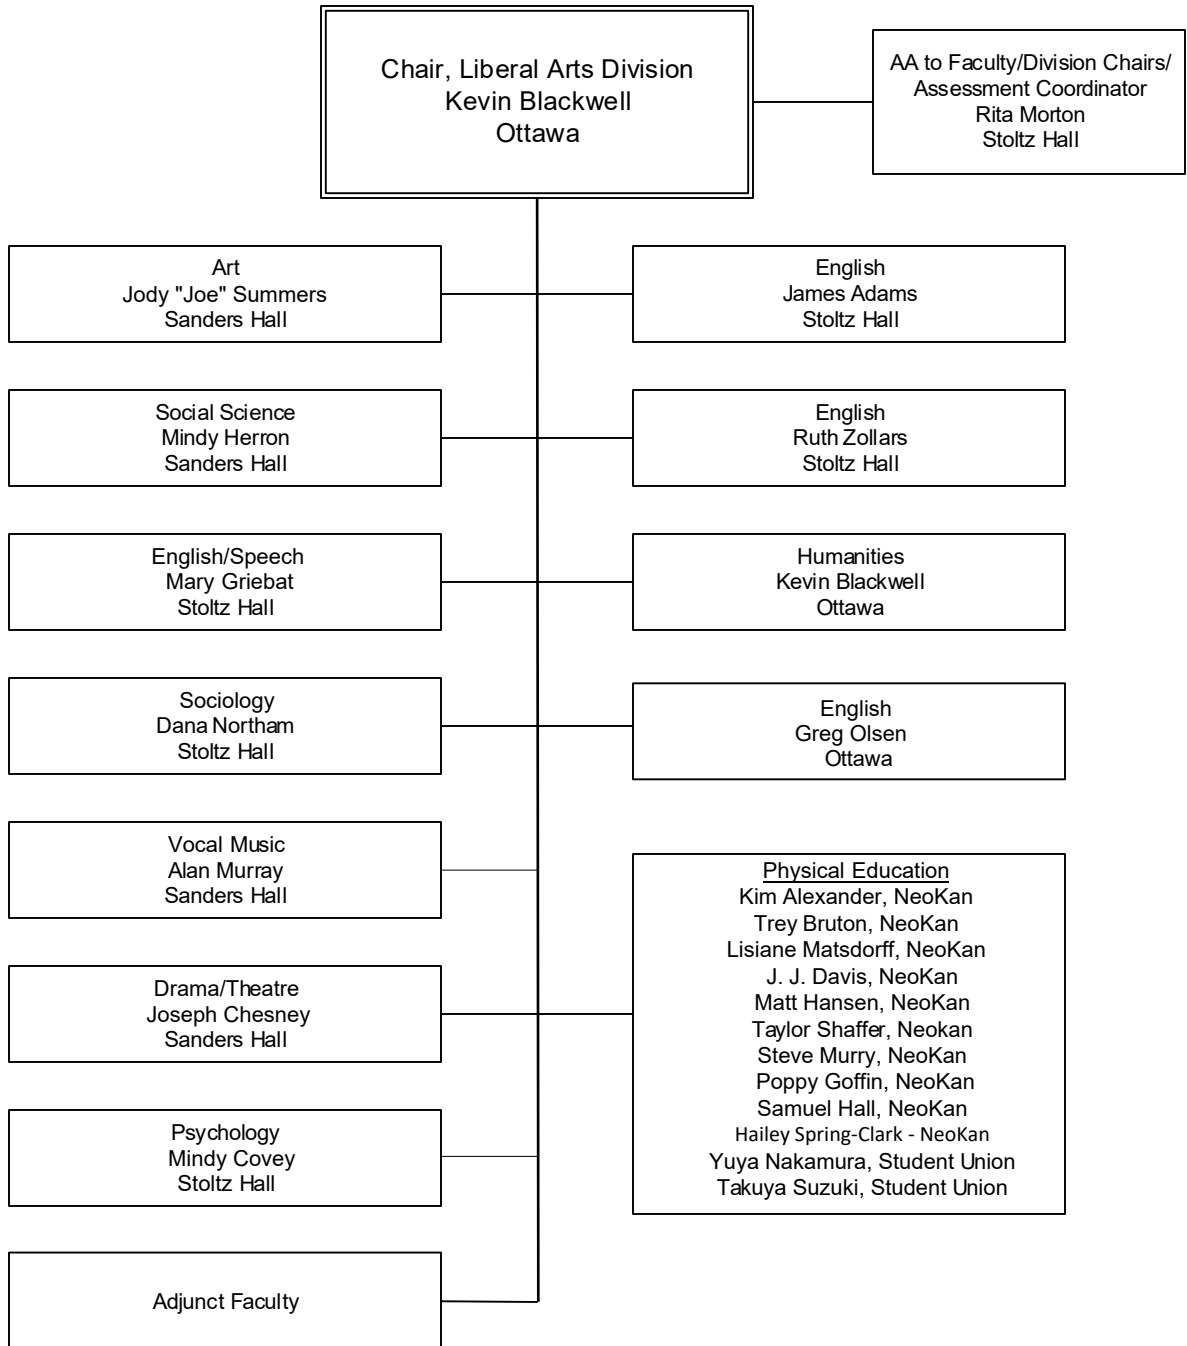 Chair, Liberal Arts Division
Kevin Blackwell
Ottawa
AA to Faculty/Division Chairs/
Assessment Coordinator
Rita Morton
Stoltz Hall
Art
Jody "Joe" Summers
Sanders Hall
English
James Adams
Stoltz Hall
Social Science
Mindy Herron
Sanders Hall
English
Ruth Zollars
Stoltz Hall
English/Speech
Mary Griebat
Stoltz Hall
Humanities
Kevin Blackwell
Ottawa
Sociology
Dana Northam
Stoltz Hall
English
Greg Olsen
Ottawa
Vocal Music
Alan Murray
Sanders Hall
Drama/Theatre
Joseph Chesney
Sanders Hall
Physical Education
Kim Alexander, NeoKan
Trey Bruton, NeoKan
Lisiane Matsdorff, NeoKan
J. J. Davis, NeoKan
Matt Hansen, NeoKan
Taylor Shaffer, Neokan
Steve Murry, NeoKan
Poppy Goffin, NeoKan
Samuel Hall, NeoKan
Hailey Spring-Clark - NeoKan
Yuya Nakamura, Student Union
Takuya Suzuki, Student Union
Psychology
Mindy Covey
Stoltz Hall
Adjunct Faculty